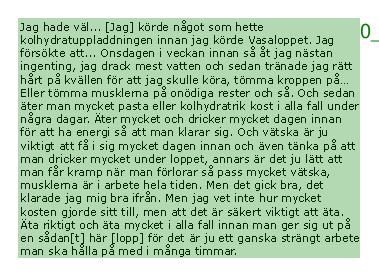 Jag hade väl... [Jag] körde något som hette
kolhydratuppladdningen innan jag körde Vasaloppet. Jag
försökte att... Onsdagen i veckan innan så åt jag nästan
ingenting, jag drack mest vatten och sedan tränade jag rätt
hårt på kvällen för att jag skulle köra, tömma kroppen på...
Eller tömma musklerna på onödiga rester och så. Och sedan
äter man mycket pasta eller kolhydratrik kost i alla fall under
några dagar. Äter mycket och dricker mycket dagen innan
för att ha energi så att man klarar sig. Och vätska är ju
viktigt att få i sig mycket dagen innan och även tänka på att
man dricker mycket under loppet, annars är det ju lätt att
man får kramp när man förlorar så pass mycket vätska,
musklerna är i arbete hela tiden. Men det gick bra, det
klarade jag mig bra ifrån. Men jag vet inte hur mycket
kosten gjorde sitt till, men att det är säkert viktigt att äta.
Äta riktigt och äta mycket i alla fall innan man ger sig ut på
en sådan[t] här [lopp] för det är ju ett ganska strängt arbete
man ska hålla på med i många timmar.
0_